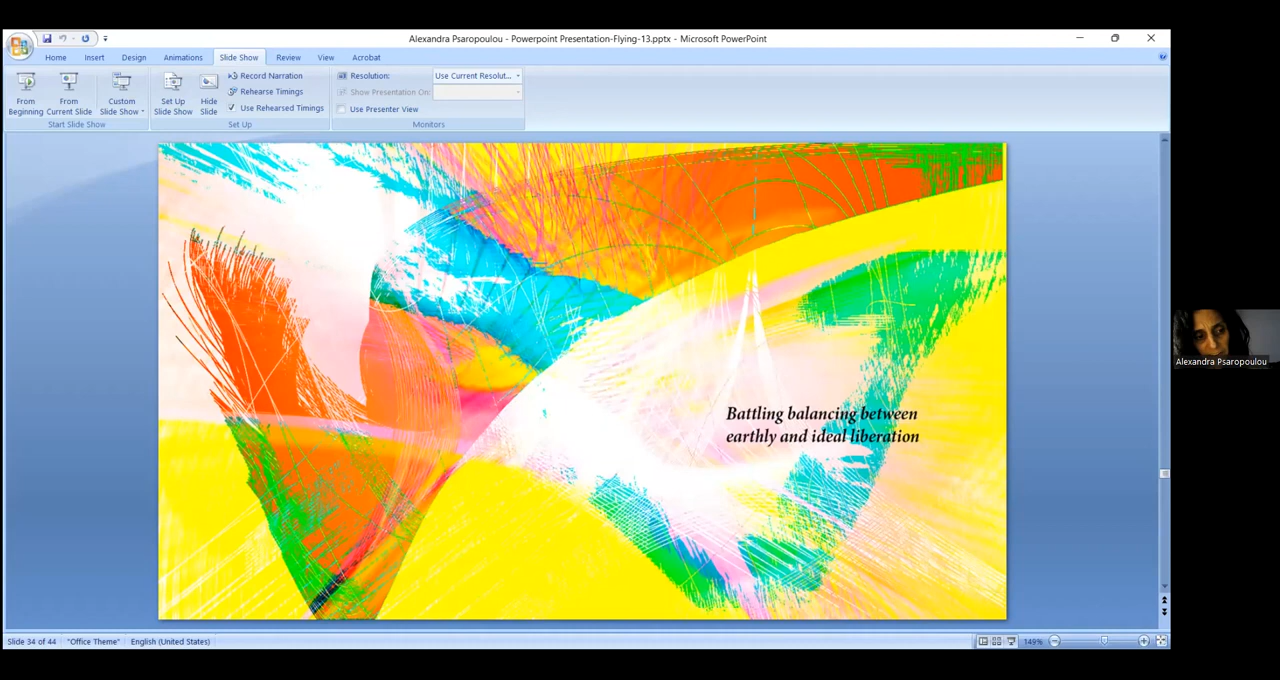 Alexandra Psaropoulou - Powerpoint Presentation-Flying-13.pptx - Microsoft PowerPoint
Home Insert Design Animations Slide Show Review View Acrobat
From Beginning
From Current Slide
Custom Slide Show
Start Slide Show
Set Up Slide Show
Hide Slide
Record Narration
Rehearse Timings
Use Rehearsed Timings
Set Up
Resolution: Use Current Resolut...
Show Presentation On:
Use Presenter View
Monitors
Battling balancing between
earthly and ideal liberation
Alexandra Psaropoulou
Slide 34 of 44 "Office Theme" English (United States) 149%